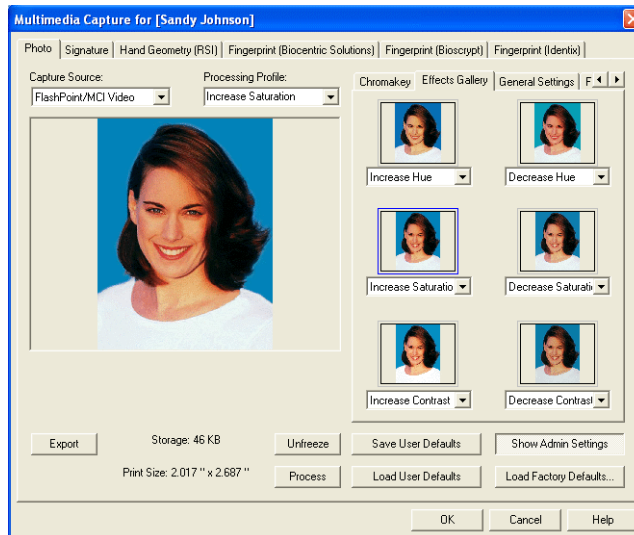 Multimedia Capture for [Sandy Johnson]
Photo Signature Hand Geometry (RSI) Fingerprint (Biocentric Solutions) Fingerprint (Bioscrypt) Fingerprint (Identix)
Capture Source: Processing Profile:
FlashPoint/MCI Video Increase Saturation
Chromakey Effects Gallery General Settings F
Increase Hue Decrease Hue
Increase Saturatio Decrease Saturati
Increase Contrast Decrease Contrast
Export Storage: 46 KB Unfreeze Save User Defaults Show Admin Settings
Print Size: 2.017 " x 2.687 " Process Load User Defaults Load Factory Defaults...
OK Cancel Help